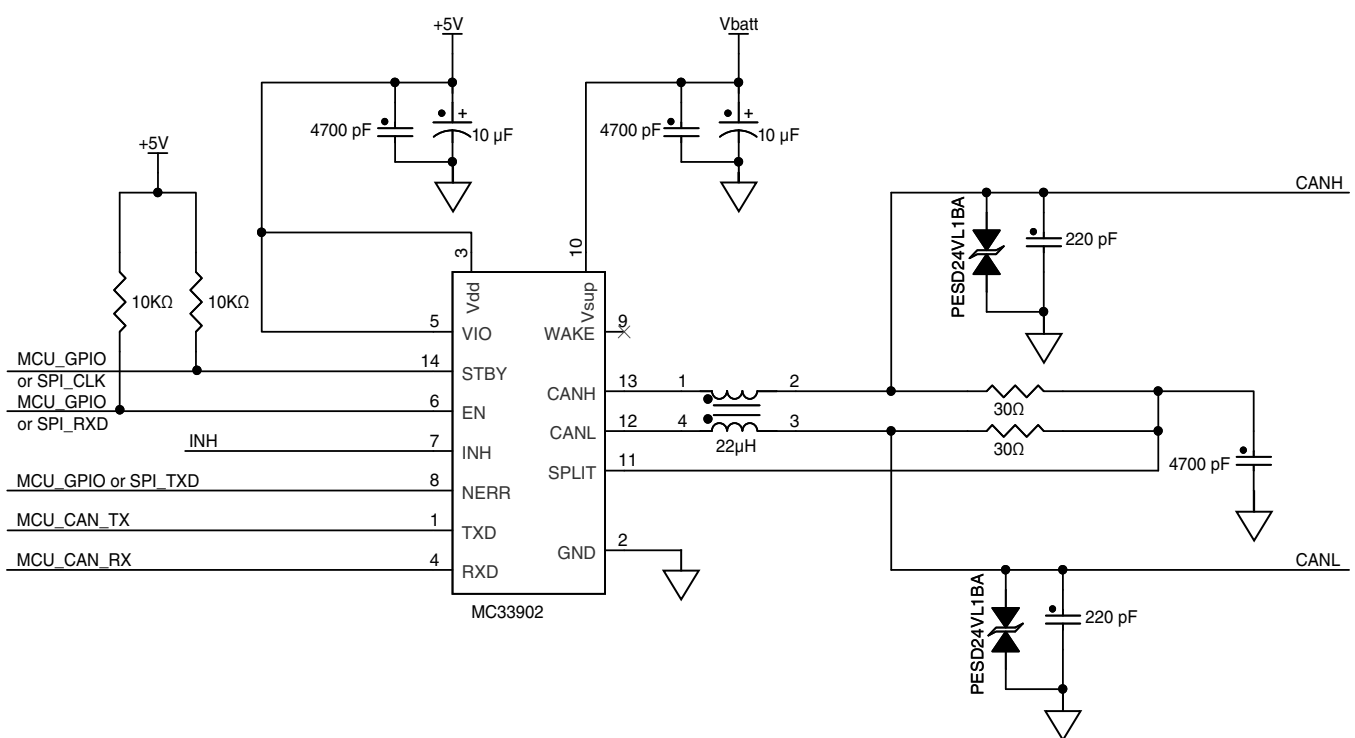 +5V
Vbatt
4700 pF
+
10 µF
4700 pF
+
10 µF
+5V
CANH
PESD24VL1BA
220 pF
3
10
10KΩ
10KΩ
Vdd
Vsup
5
VIO
WAKE
9
MCU_GPIO
or SPI_CLK
14
STBY
MCU_GPIO
or SPI_RXD
6
EN
CANH
13
1
2
30Ω
INH
7
INH
CANL
12
4
3
22µH
30Ω
SPLIT
11
4700 pF
MCU_GPIO or SPI_TXD
8
NERR
MCU_CAN_TX
1
TXD
GND
2
MCU_CAN_RX
4
RXD
MC33902
CANL
PESD24VL1BA
220 pF